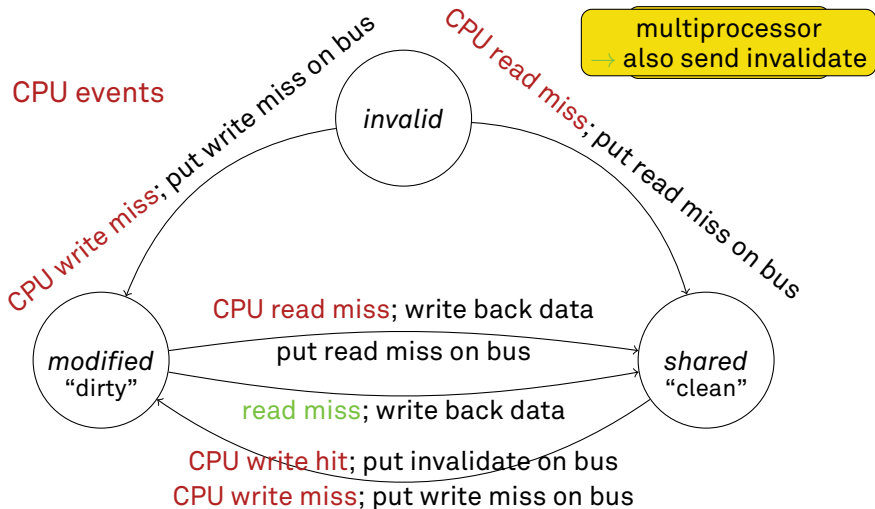 multiprocessor
→ also send invalidate
CPU events
invalid
CPU write miss; put write miss on bus
CPU read miss; put read miss on bus
CPU read miss; write back data
put read miss on bus
modified
“dirty”
shared
“clean”
read miss; write back data
CPU write hit; put invalidate on bus
CPU write miss; put write miss on bus